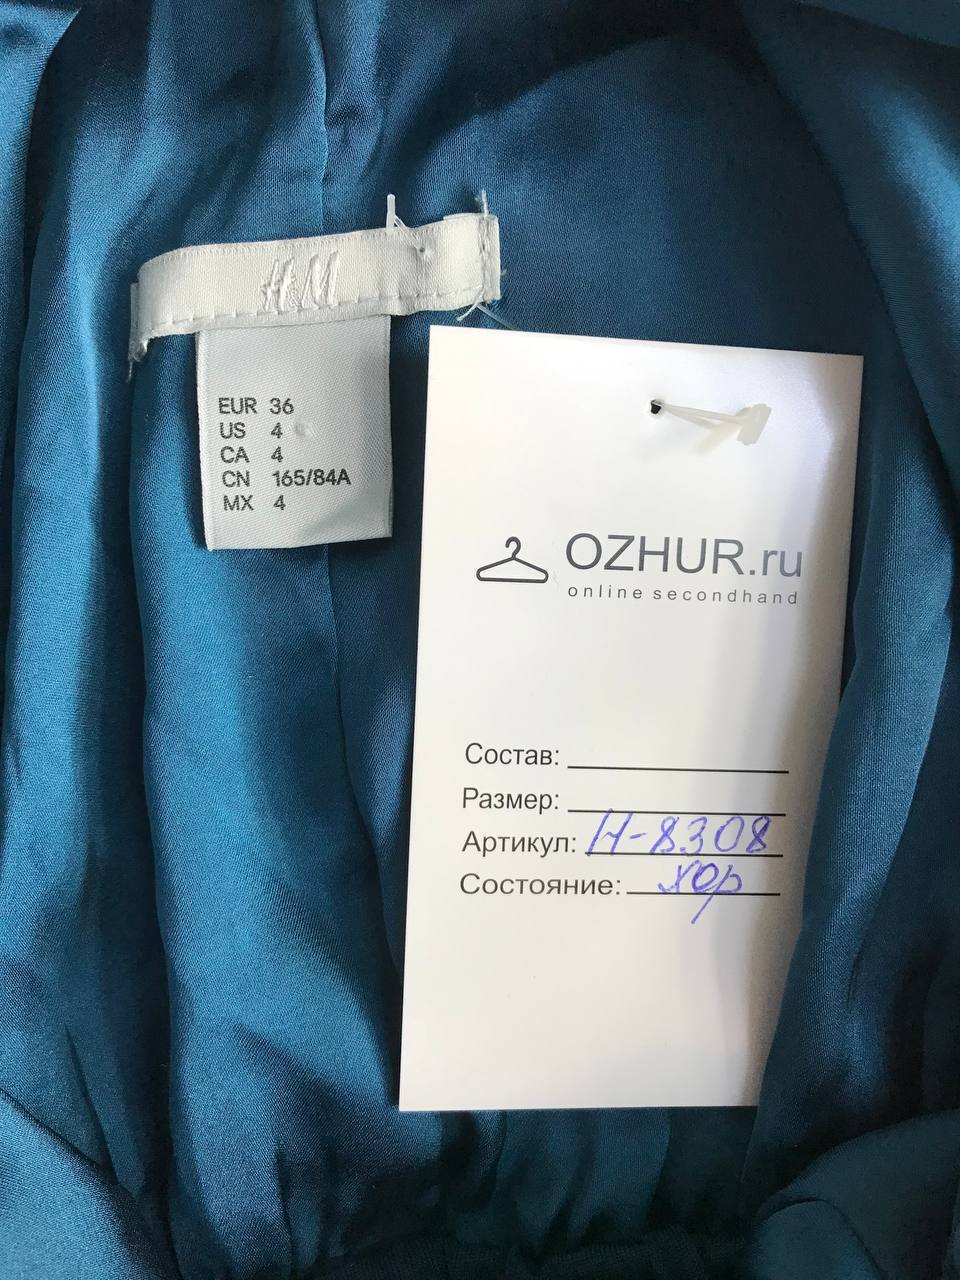 H&M
EUR 36
US 4
CA 4
CN 165/84A
MX 4
OZHUR.ru
online secondhand
Состав:
Размер:
Артикул: Н-8308
Состояние: хор